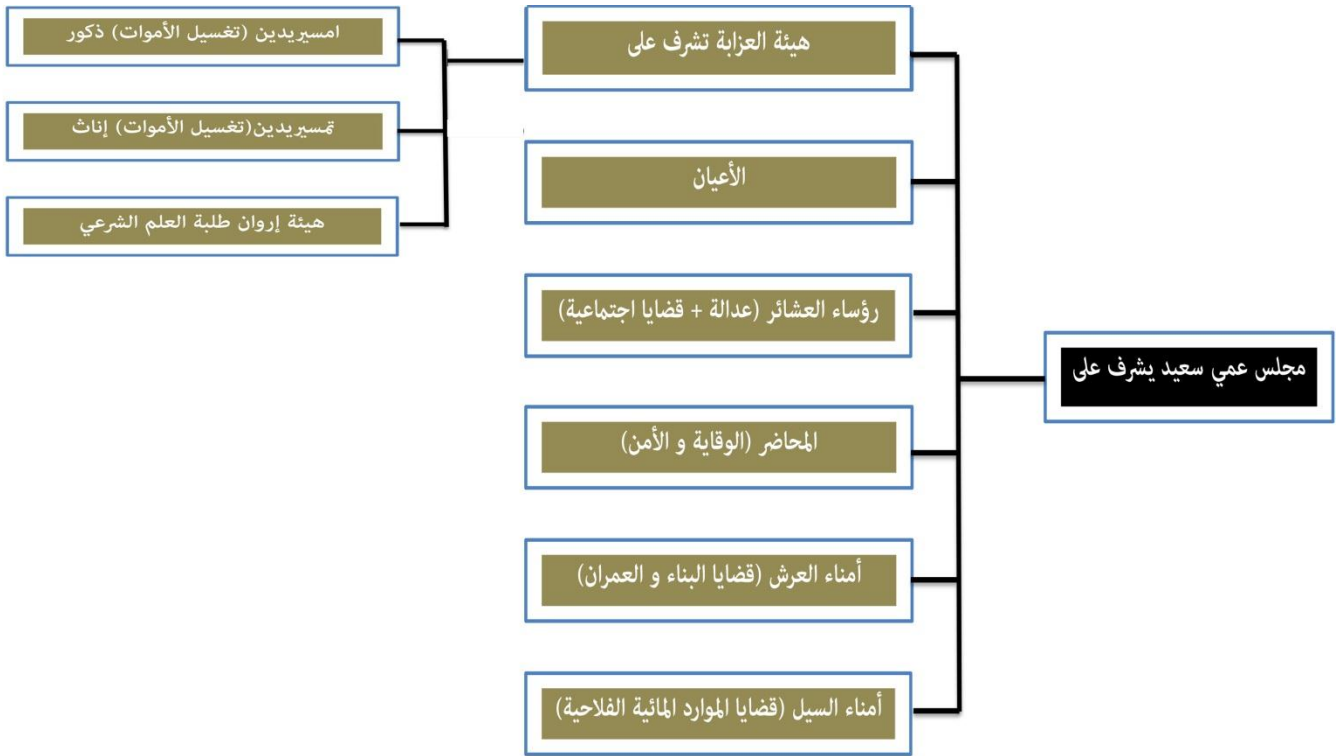 مجلس عمي سعيد يشرف على
هيئة العزابة تشرف على
الأعيان
رؤساء العشائر (عدالة + قضايا اجتماعية)
المحاضر (الوقاية و الأمن)
أمناء العرش (قضايا البناء و العمران)
أمناء السيل (قضايا الموارد المائية الفلاحية)
امسيريدين (تغسيل الأموات) ذكور
تمسيريدين(تغسيل الأموات) إناث
هيئة إروان طلبة العلم الشرعي